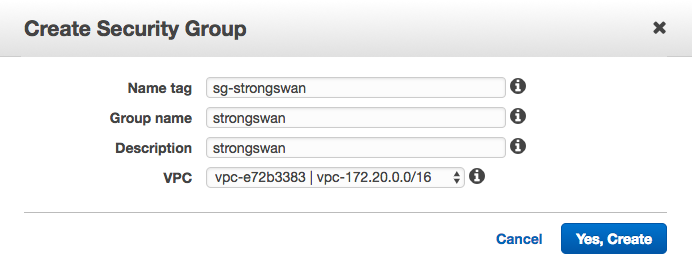 Create Security Group
Name tag sg-strongswan
Group name strongswan
Description strongswan
VPC vpc-e72b3383 | vpc-172.20.0.0/16
Cancel Yes, Create